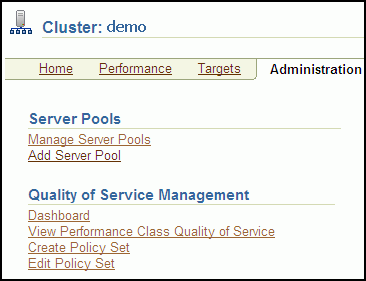 Cluster: demo
Home Performance Targets Administration
Server Pools
Manage Server Pools
Add Server Pool
Quality of Service Management
Dashboard
View Performance Class Quality of Service
Create Policy Set
Edit Policy Set